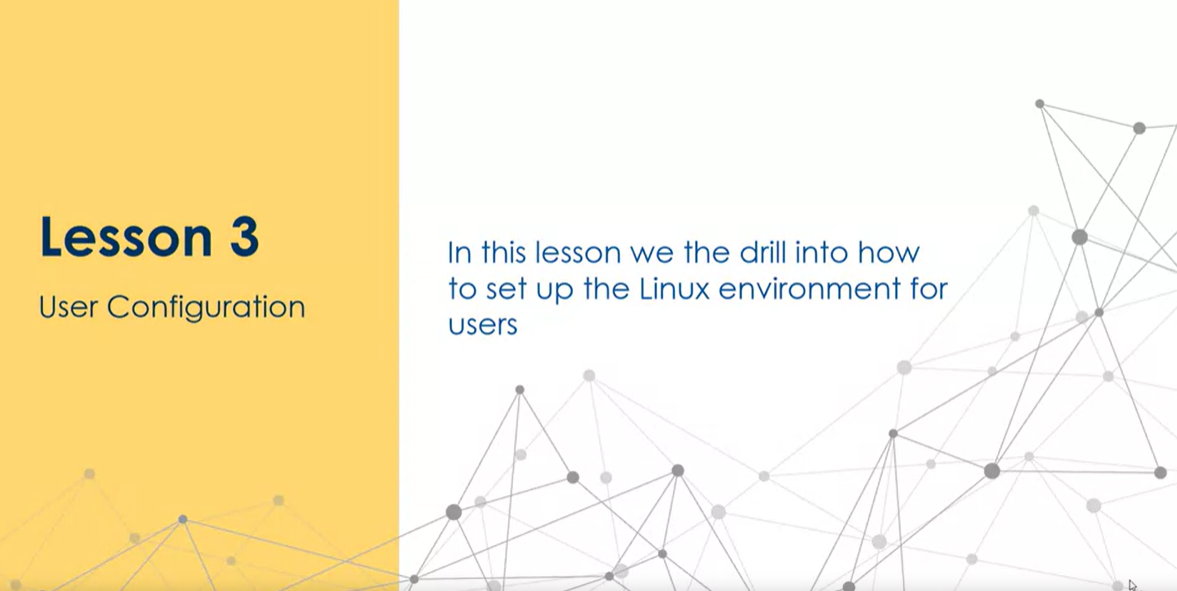 Lesson 3
User Configuration
In this lesson we the drill into how
to set up the Linux environment for
users